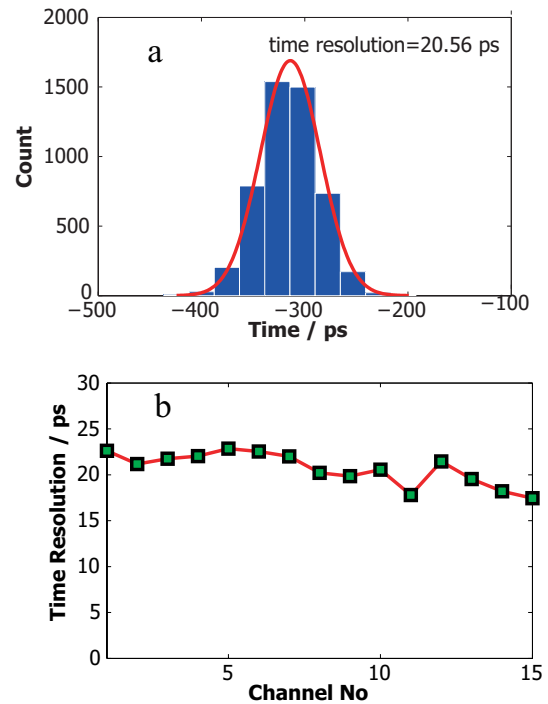 a
time resolution=20.56 ps
2000
1500
1000
500
0
Count
−500
−400
−300
−200
−100
Time / ps
b
30
25
20
15
10
5
0
Time Resolution / ps
5
10
15
Channel No